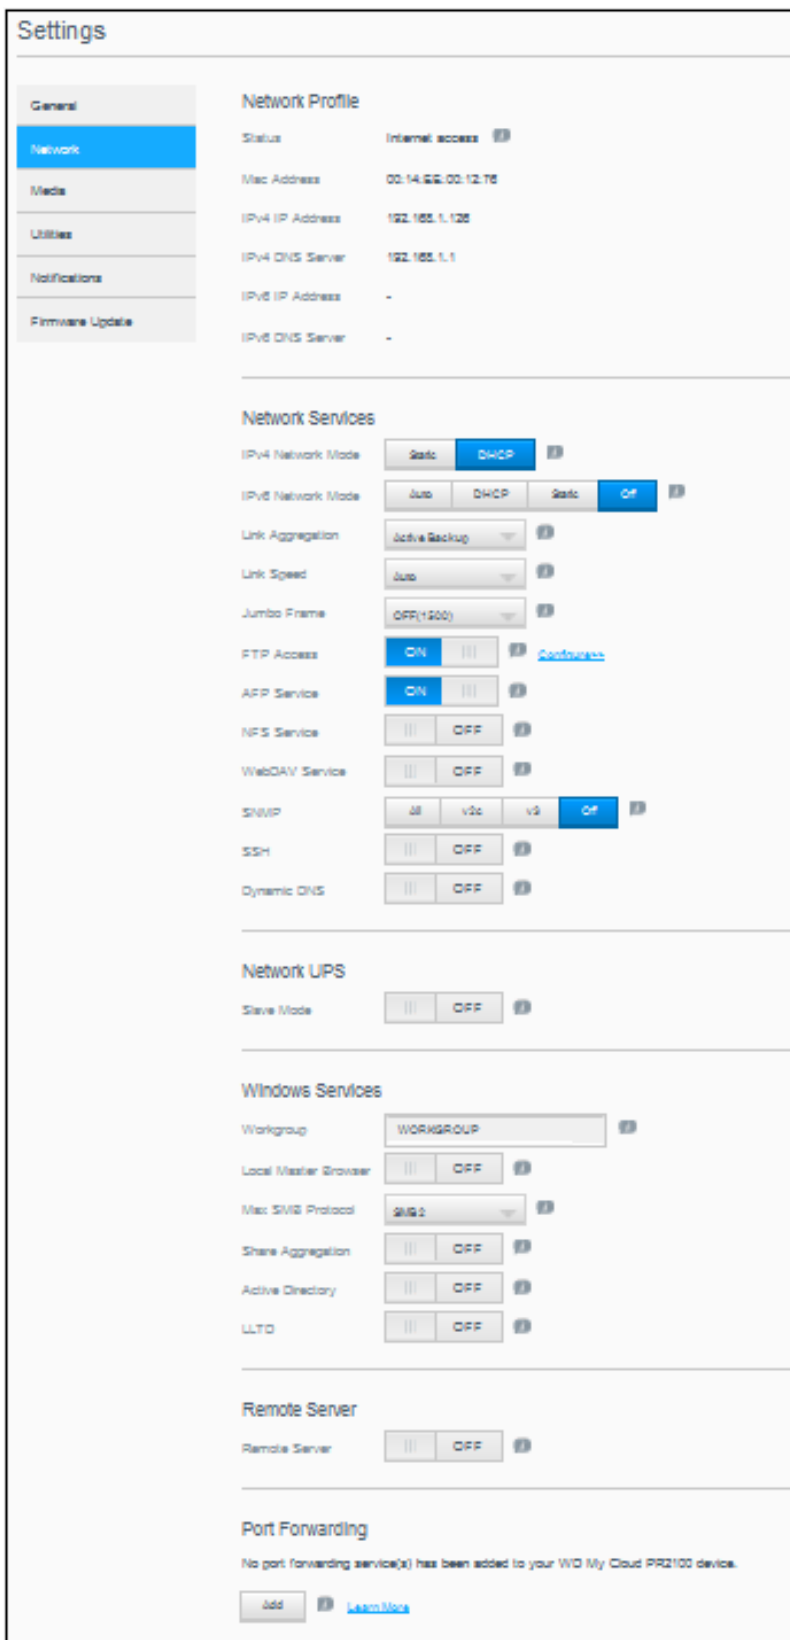 Settings
General
Network
Media
Utilities
Notifications
Firmware Update
Network Profile
Status Internet access
Mac Address 00:14:EE:00:12:76
IPv4 IP Address 192.168.1.126
IPv4 DNS Server 192.168.1.1
IPv6 IP Address -
IPv6 DNS Server -
Network Services
IPv4 Network Mode Static DHCP
IPv6 Network Mode Auto DHCP Static Off
Link Aggregation Active Backup
Link Speed Auto
Jumbo Frame OFF(1500)
FTP Access ON Configure>>
AFP Service ON
NFS Service OFF
WebDAV Service OFF
SNMP All v2c v3 Off
SSH OFF
Dynamic DNS OFF
Network UPS
Slave Mode OFF
Windows Services
Workgroup WORKGROUP
Local Master Browser OFF
Max SMB Protocol SMB 2
Share Aggregation OFF
Active Directory OFF
LLTD OFF
Remote Server
Remote Server OFF
Port Forwarding
No port forwarding service(s) has been added to your WD My Cloud PR2100 device.
Add Learn More